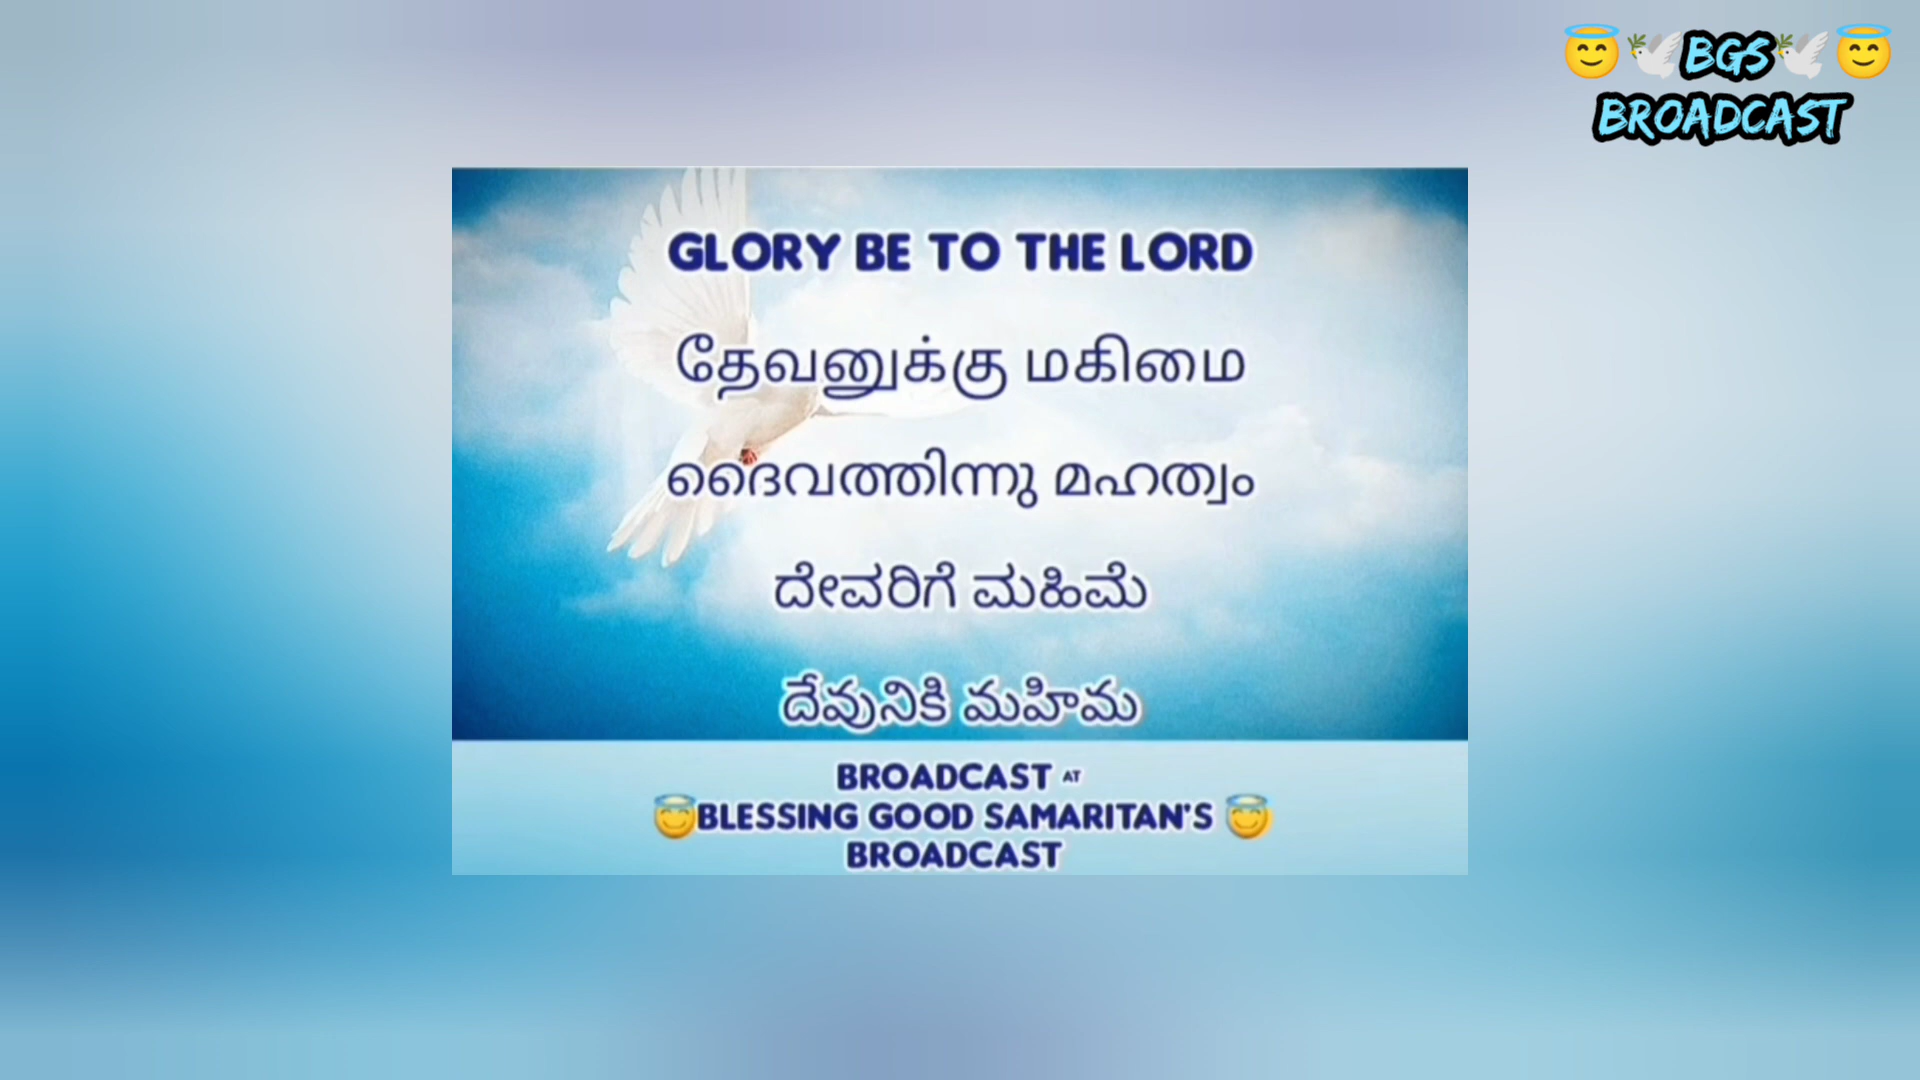 😇🕊️BGS🕊️😇
BROADCAST
GLORY BE TO THE LORD
தேவனுக்கு மகிமை
ദൈവത്തിന്നു മഹത്വം
ದೇವರಿಗೆ ಮಹಿಮೆ
దేవునికి మహిమ
BROADCAST AT
😇BLESSING GOOD SAMARITAN'S 😇
BROADCAST